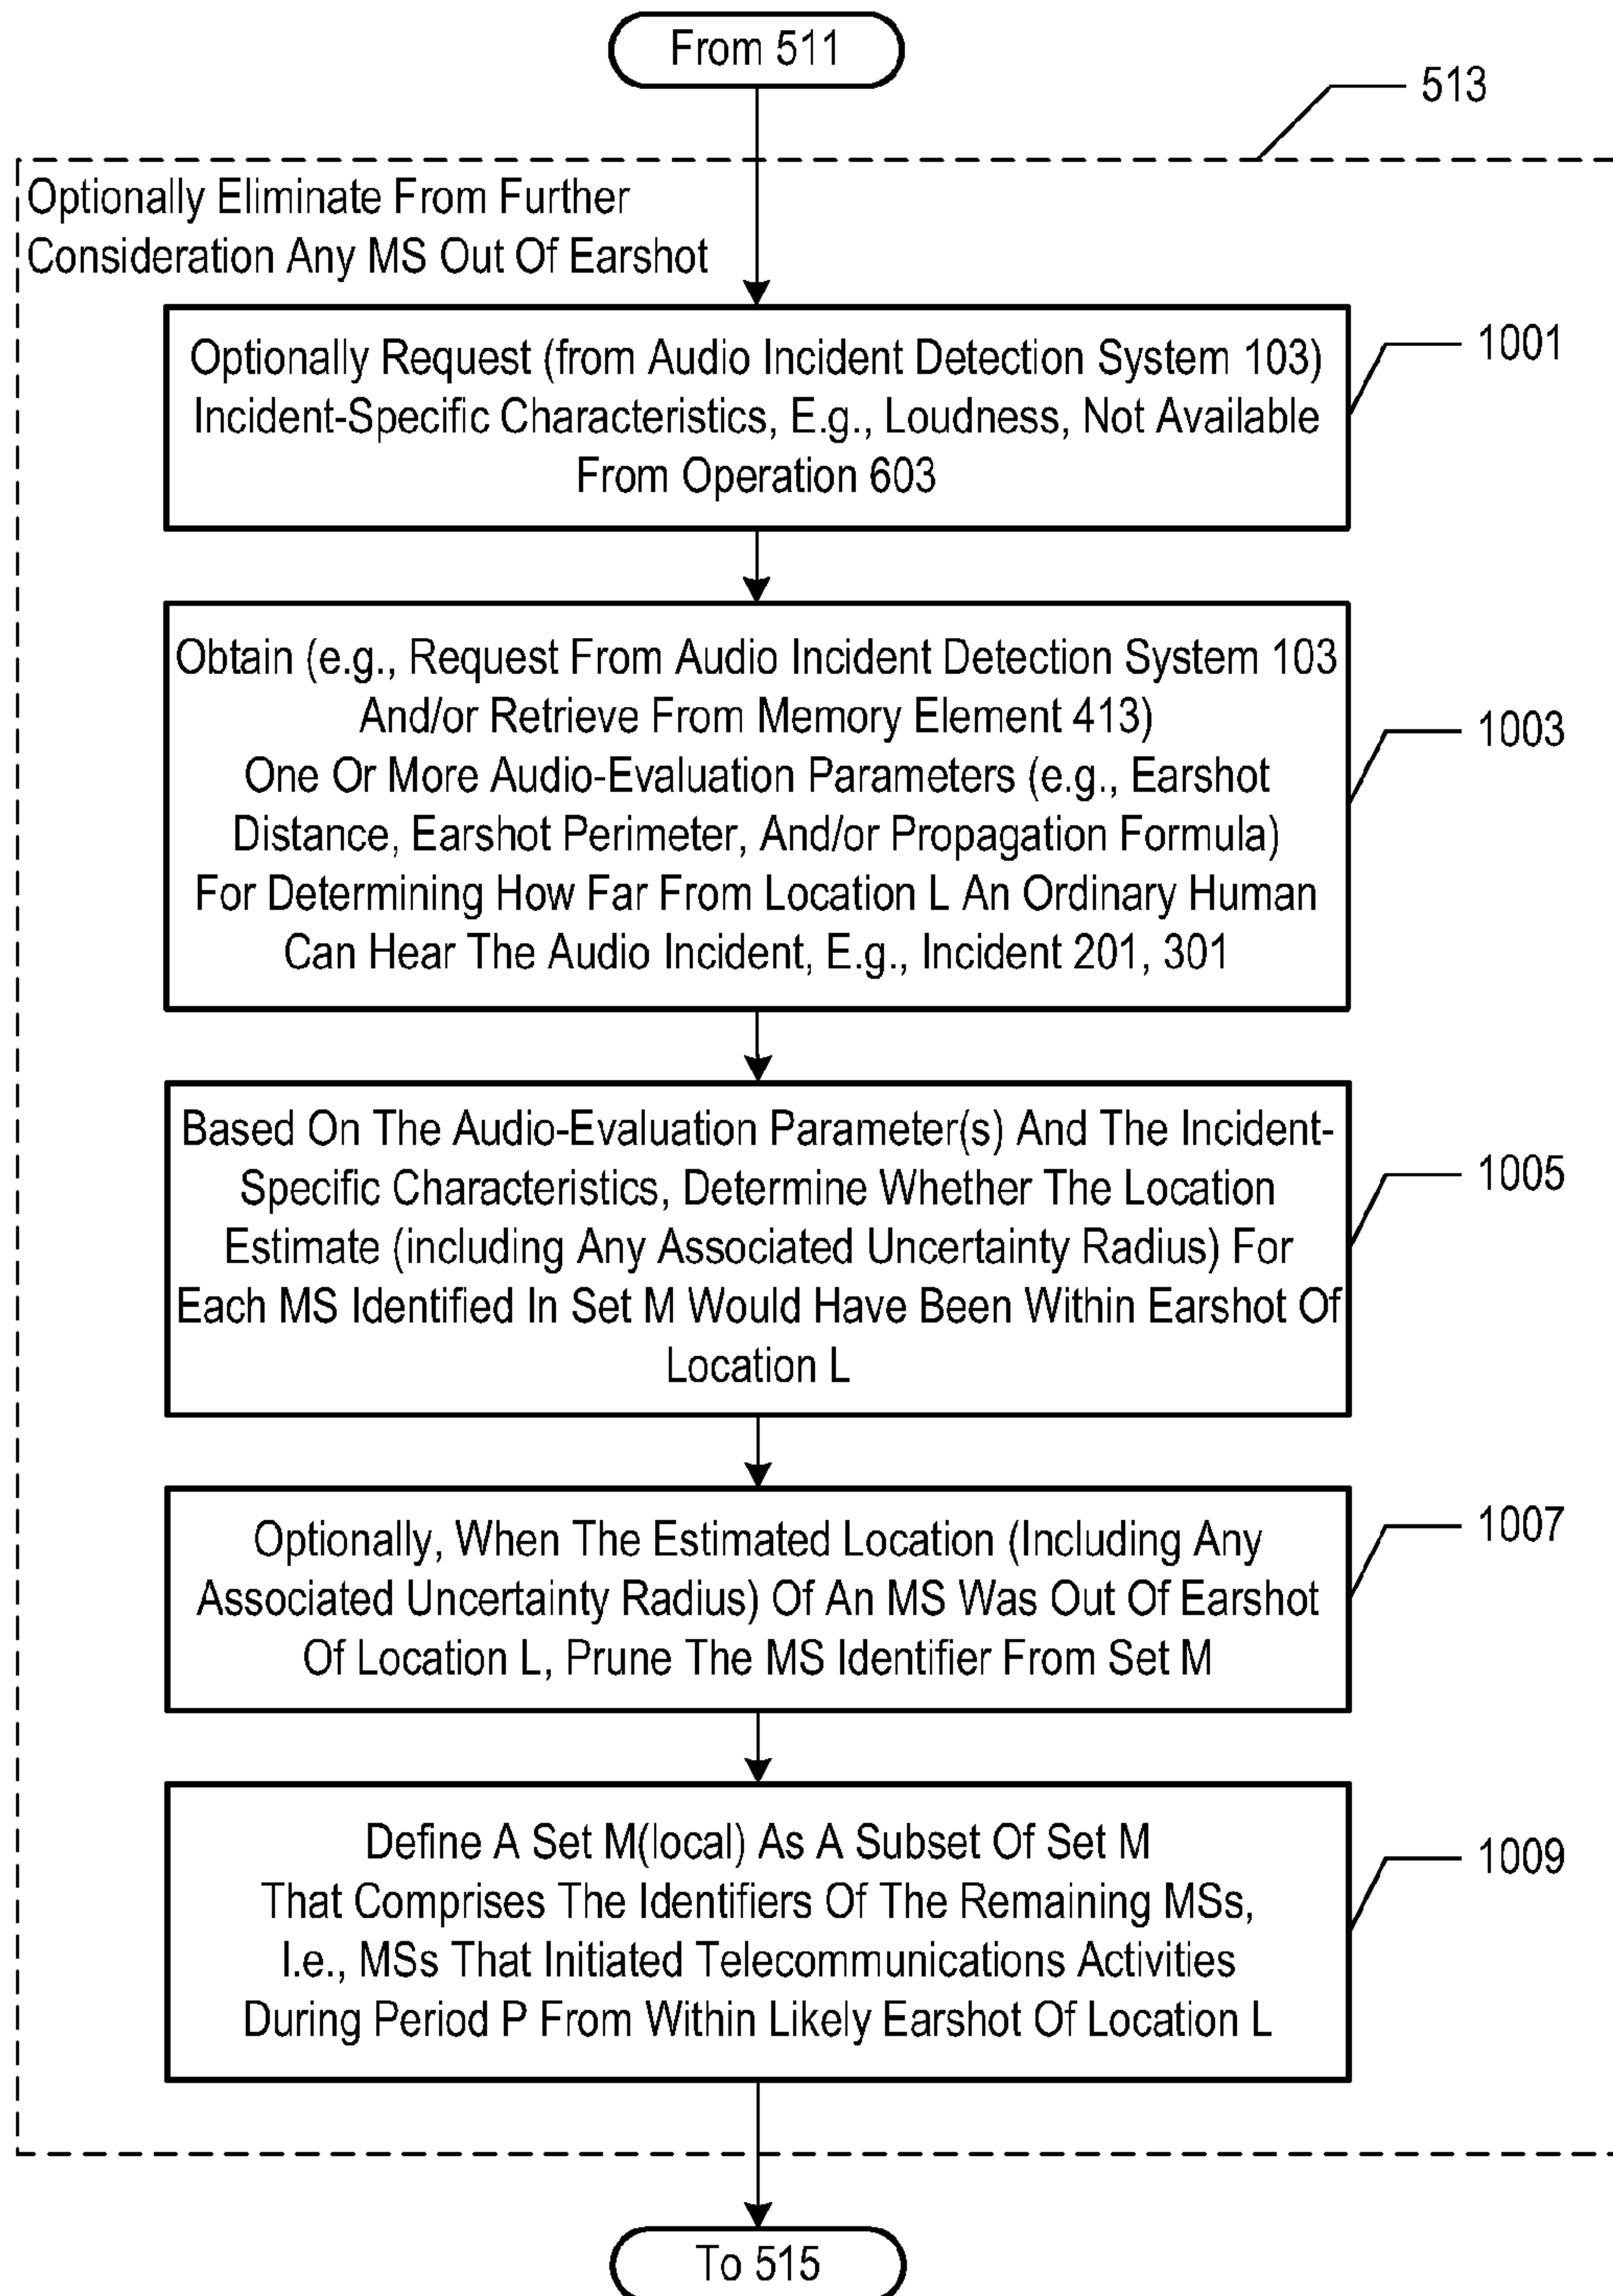 From 511
513
Optionally Eliminate From Further
Consideration Any MS Out Of Earshot
Optionally Request (from Audio Incident Detection System 103)
Incident-Specific Characteristics, E.g., Loudness, Not Available
From Operation 603
1001
Obtain (e.g., Request From Audio Incident Detection System 103
And/or Retrieve From Memory Element 413)
One Or More Audio-Evaluation Parameters (e.g., Earshot
Distance, Earshot Perimeter, And/or Propagation Formula)
For Determining How Far From Location L An Ordinary Human
Can Hear The Audio Incident, E.g., Incident 201, 301
1003
Based On The Audio-Evaluation Parameter(s) And The Incident-
Specific Characteristics, Determine Whether The Location
Estimate (including Any Associated Uncertainty Radius) For
Each MS Identified In Set M Would Have Been Within Earshot Of
Location L
1005
Optionally, When The Estimated Location (Including Any
Associated Uncertainty Radius) Of An MS Was Out Of Earshot
Of Location L, Prune The MS Identifier From Set M
1007
Define A Set M(local) As A Subset Of Set M
That Comprises The Identifiers Of The Remaining MSs,
I.e., MSs That Initiated Telecommunications Activities
During Period P From Within Likely Earshot Of Location L
1009
To 515